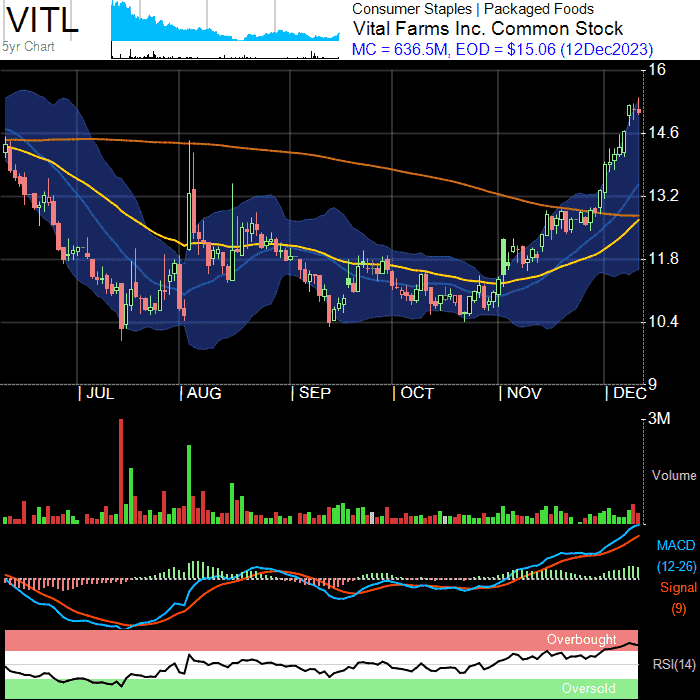 VITL
5yr Chart
Consumer Staples | Packaged Foods
Vital Farms Inc. Common Stock
MC = 636.5M, EOD = $15.06 (12Dec2023)
16
14.6
13.2
11.8
10.4
9
| JUL | AUG | SEP | OCT | NOV | DEC
3M
Volume
MACD
(12-26)
Signal
(9)
Overbought
RSI(14)
Oversold